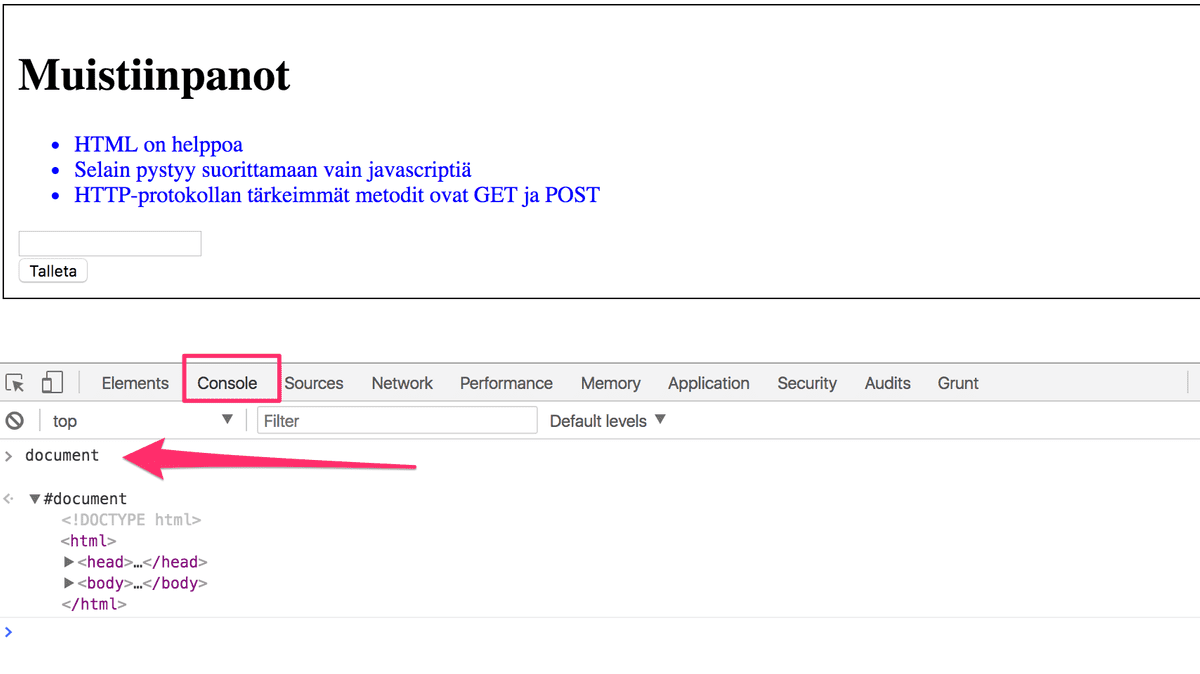 Muistiinpanot
HTML on helppoa
Selain pystyy suorittamaan vain javascriptiä
HTTP-protokollan tärkeimmät metodit ovat GET ja POST
Talleta
Elements Console Sources Network Performance Memory Application Security Audits Grunt
top Filter Default levels
> document
#document
<!DOCTYPE html>
<html>
<head>…</head>
<body>…</body>
</html>
>